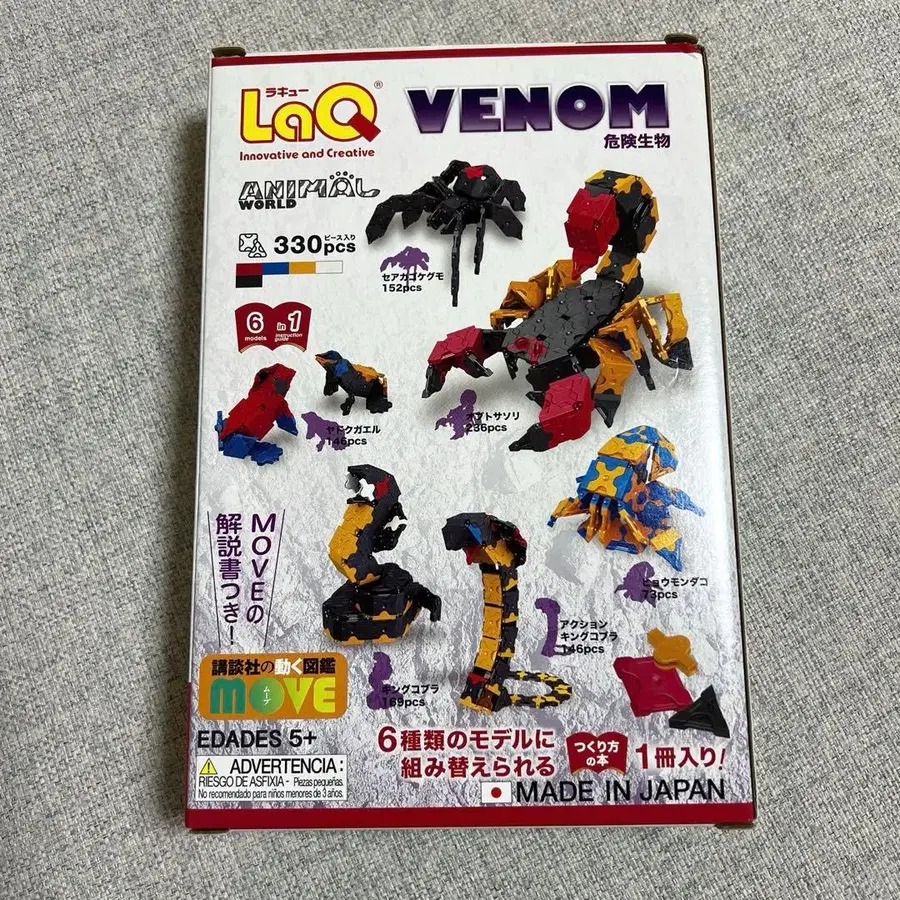 ラキュー
LaQ®
Innovative and Creative
VENOM
危険生物
ANIMAL
WORLD
330pcs
ピース入り
6
models
in 1
instruction
guide
セアカゴケグモ
152pcs
オブトサソリ
236pcs
ヤドクガエル
146pcs
ヒョウモンダコ
73pcs
アクション
キングコブラ
146pcs
キングコブラ
169pcs
MOVEの
解説書つき!
講談社の動く図鑑
MOVE
ムーブ
EDADES 5+
ADVERTENCIA:
RIESGO DE ASFIXIA - Piezas pequeñas.
No recomendado para niños menores de 3 años.
6種類のモデルに
組み替えられる
つくり方
の本
1冊入り!
MADE IN JAPAN